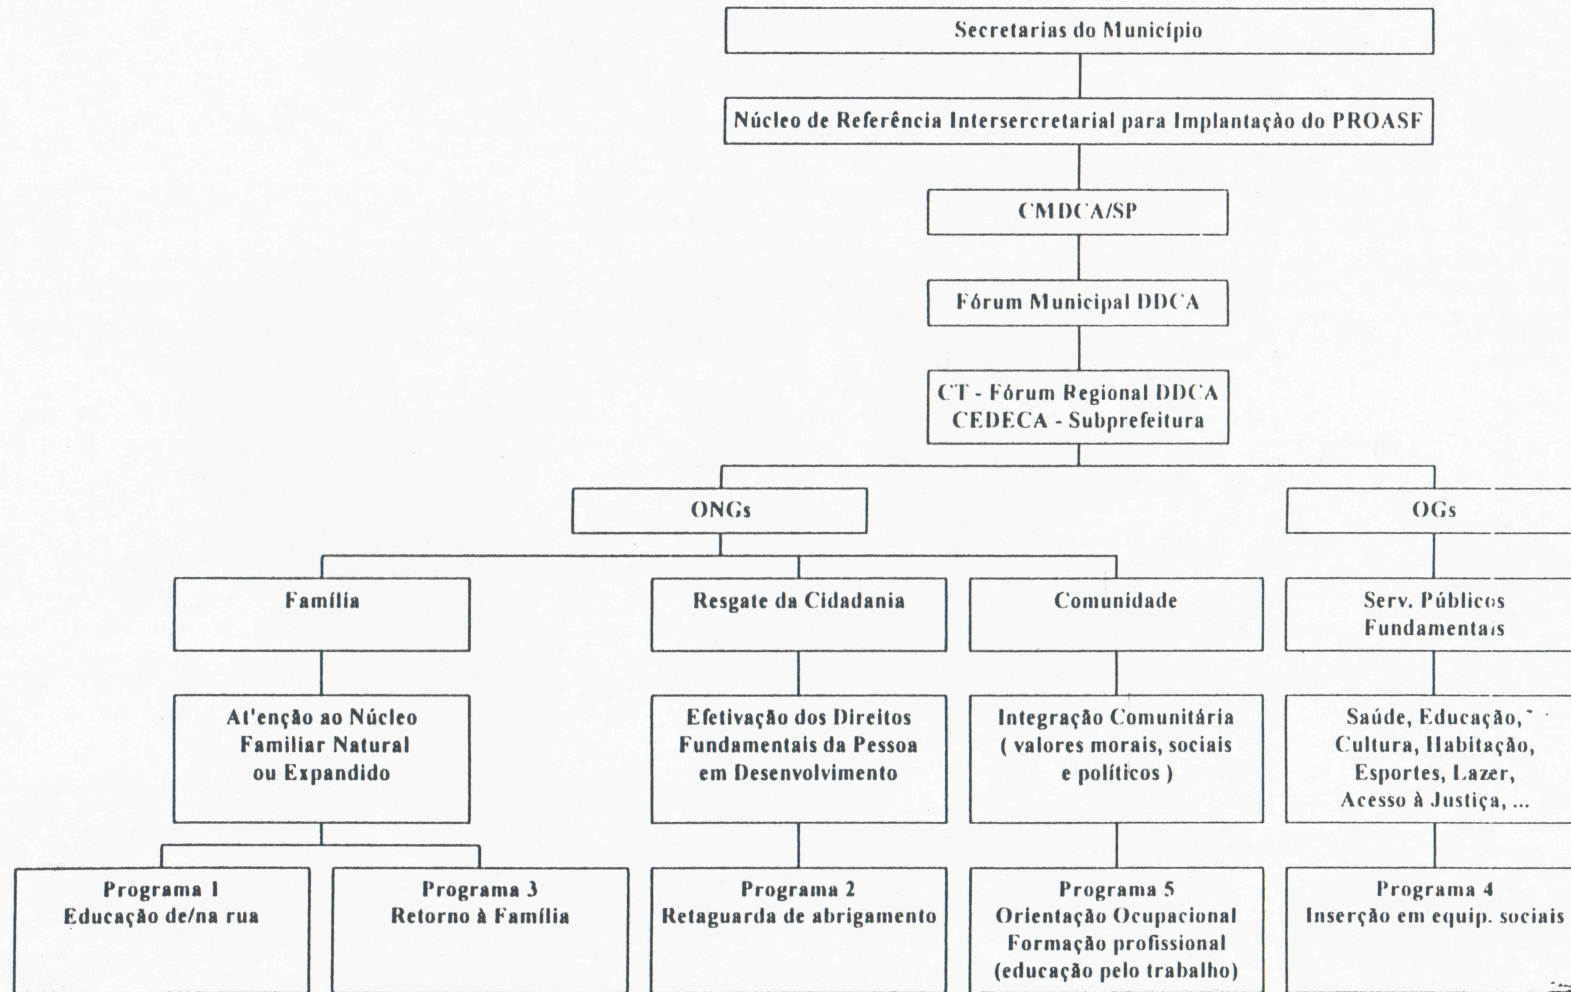 Secretarias do Município
Núcleo de Referência Intersercretarial para Implantação do PROASF
CMDCA/SP
Fórum Municipal DDCA
CT - Fórum Regional DDCA
CEDECA - Subprefeitura
ONGs
OGs
Família
Resgate da Cidadania
Comunidade
Serv. Públicos
Fundamentais
At'enção ao Núcleo
Familiar Natural
ou Expandido
Efetivação dos Direitos
Fundamentais da Pessoa
em Desenvolvimento
Integração Comunitária
( valores morais, sociais
e políticos )
Saúde, Educação,
Cultura, Habitação,
Esportes, Lazer,
Acesso à Justiça, ...
Programa 1
Educação de/na rua
Programa 3
Retorno à Família
Programa 2
Retaguarda de abrigamento
Programa 5
Orientação Ocupacional
Formação profissional
(educação pelo trabalho)
Programa 4
Inserção em equip. sociais